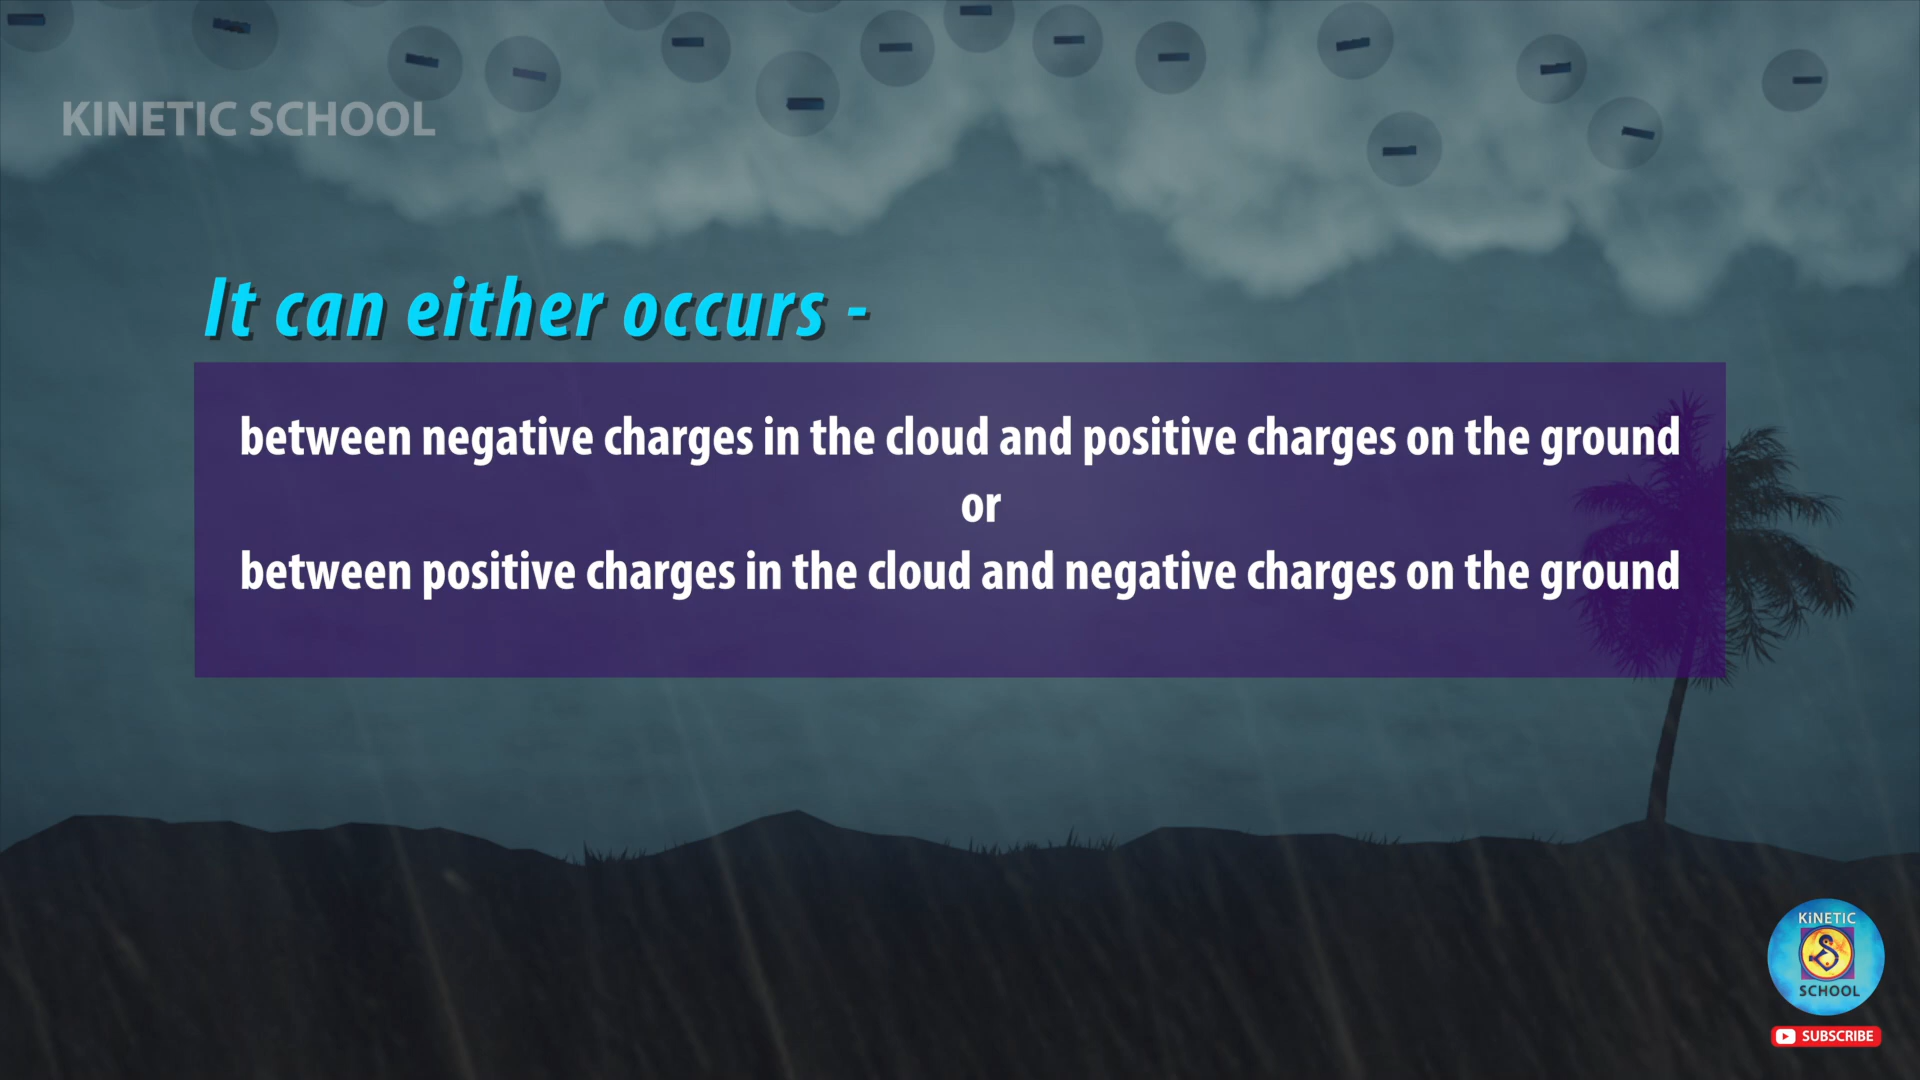 KINETIC SCHOOL
It can either occurs -
between negative charges in the cloud and positive charges on the ground
or
between positive charges in the cloud and negative charges on the ground
KiNETIC
SCHOOL
SUBSCRIBE